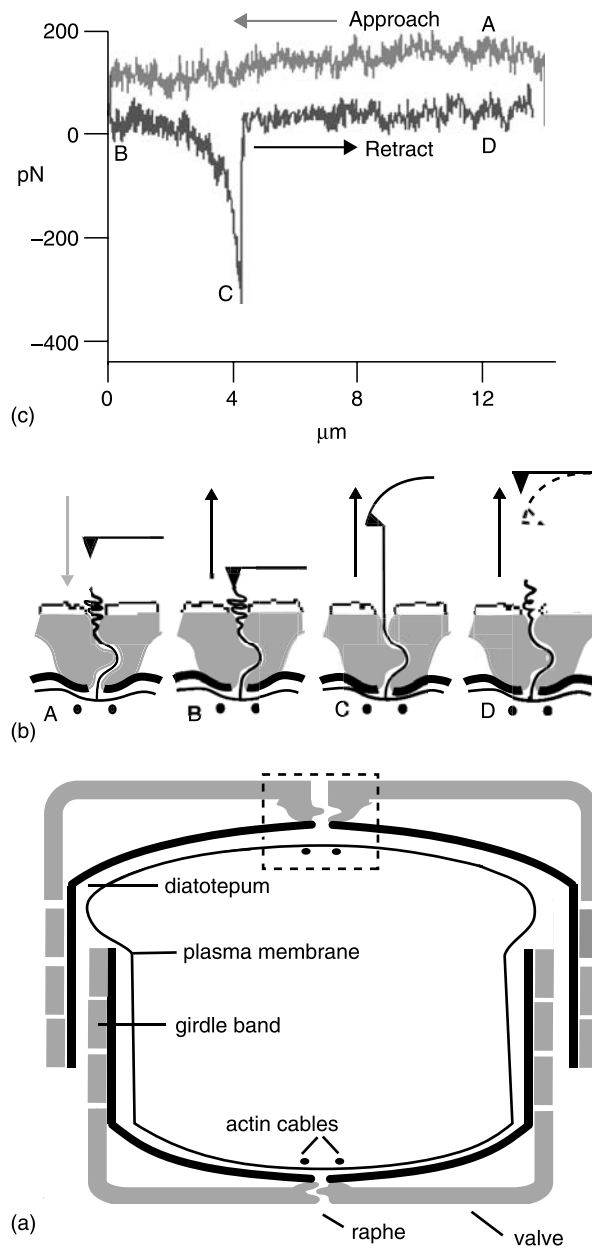 200
Approach
A
0
B
D
pN
Retract
−200
C
−400
0
4
8
12
(c)
μm
A
B
C
D
(b)
diatotepum
plasma membrane
girdle band
actin cables
(a)
raphe
valve